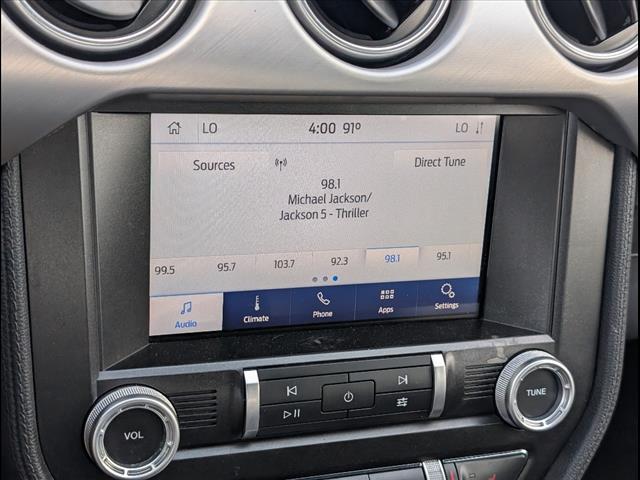 LO 4:00 91° LO
Sources Direct Tune
98.1
Michael Jackson/
Jackson 5 - Thriller
99.5 95.7 103.7 92.3 98.1 95.1
Audio Climate Phone Apps Settings
VOL TUNE